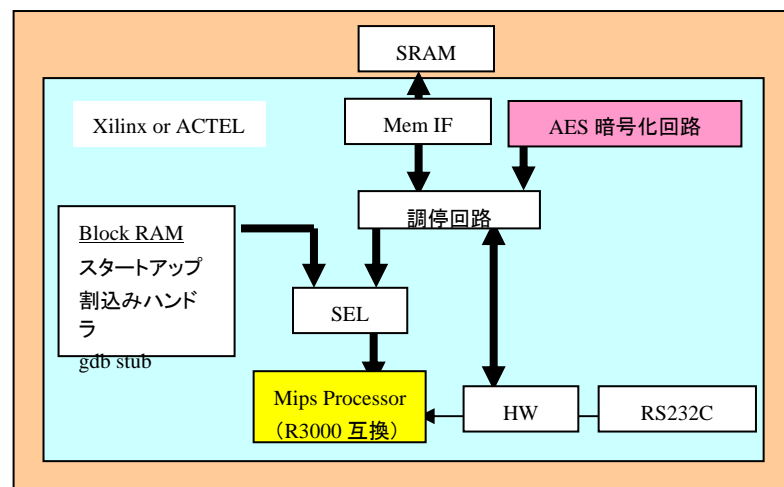 SRAM
Xilinx or ACTEL
Mem IF
AES 暗号化回路
調停回路
Block RAM
スタートアップ
割込みハンド
ラ
gdb stub
SEL
Mips Processor
（R3000 互換）
HW
RS232C